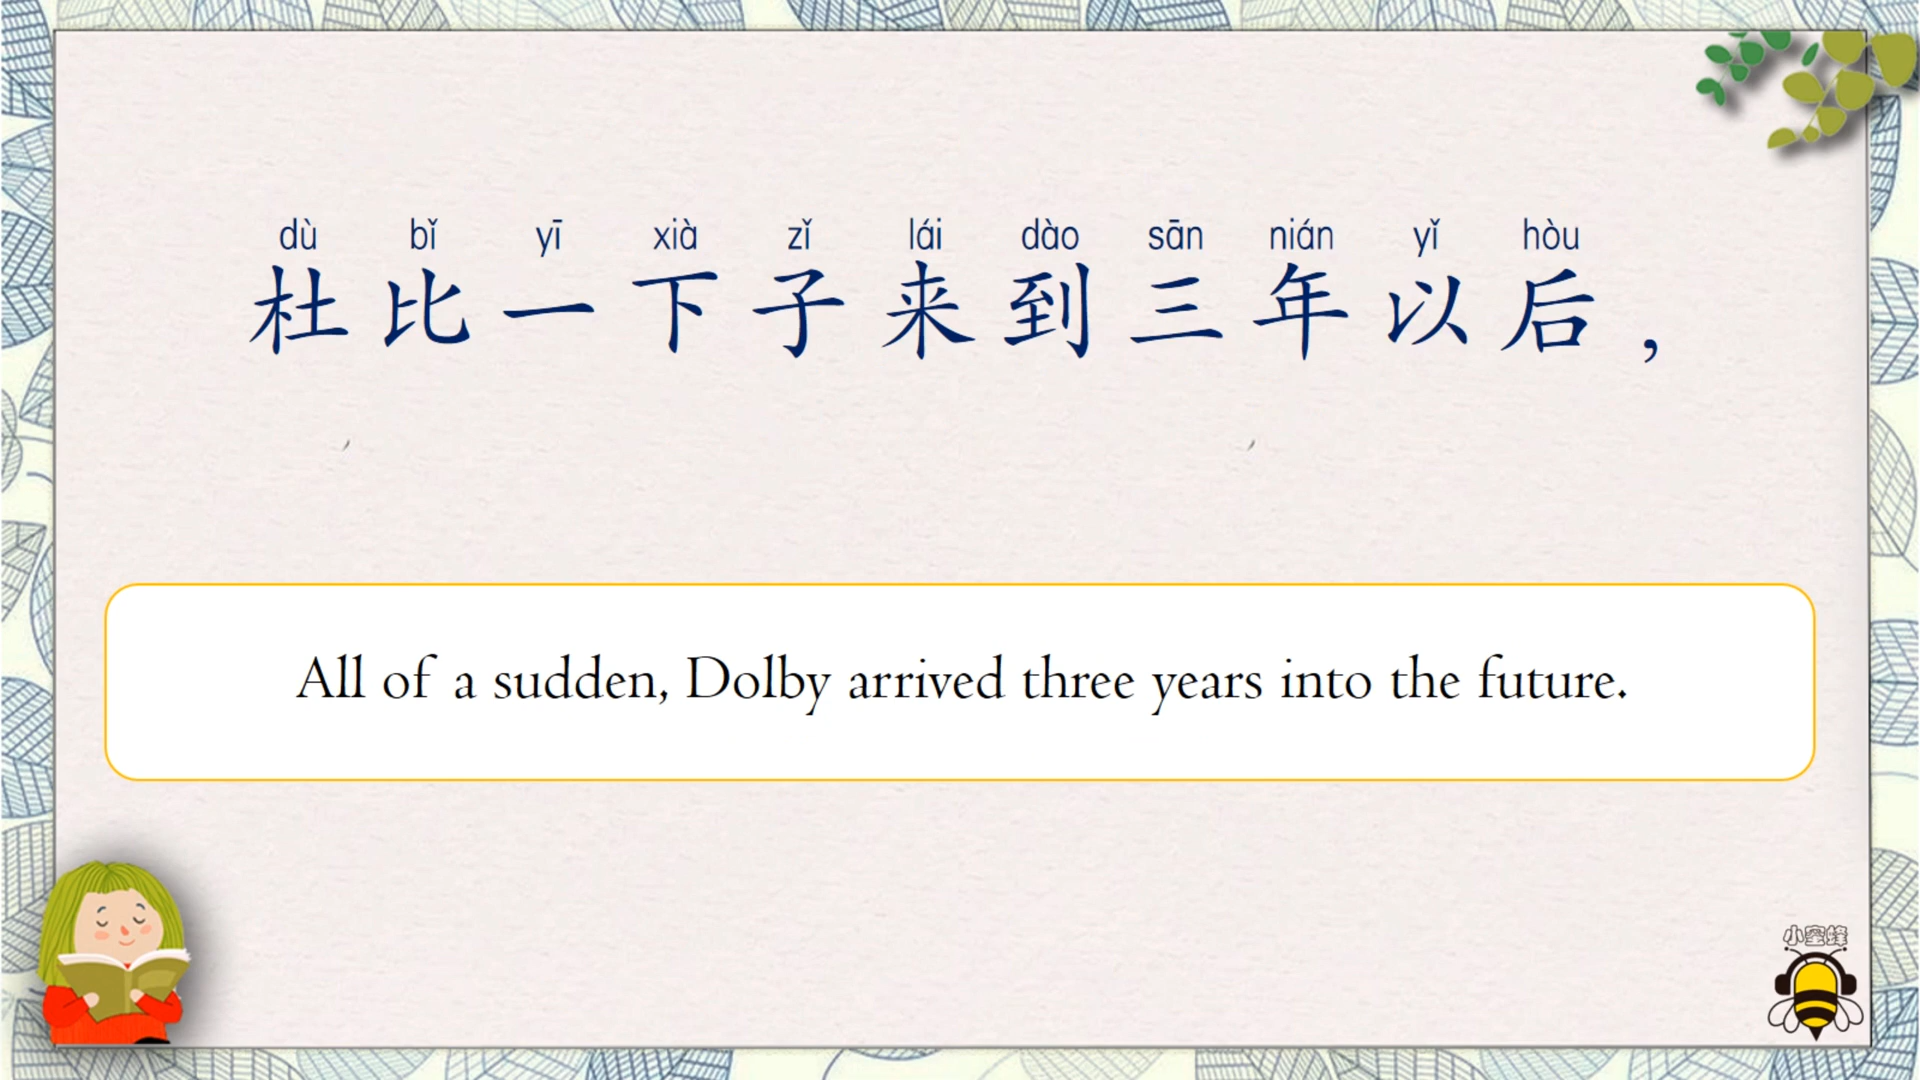 dù bǐ yī xià zǐ lái dào sān nián yǐ hòu
杜比一下子来到三年以后，
All of a sudden, Dolby arrived three years into the future.
小蜜蜂